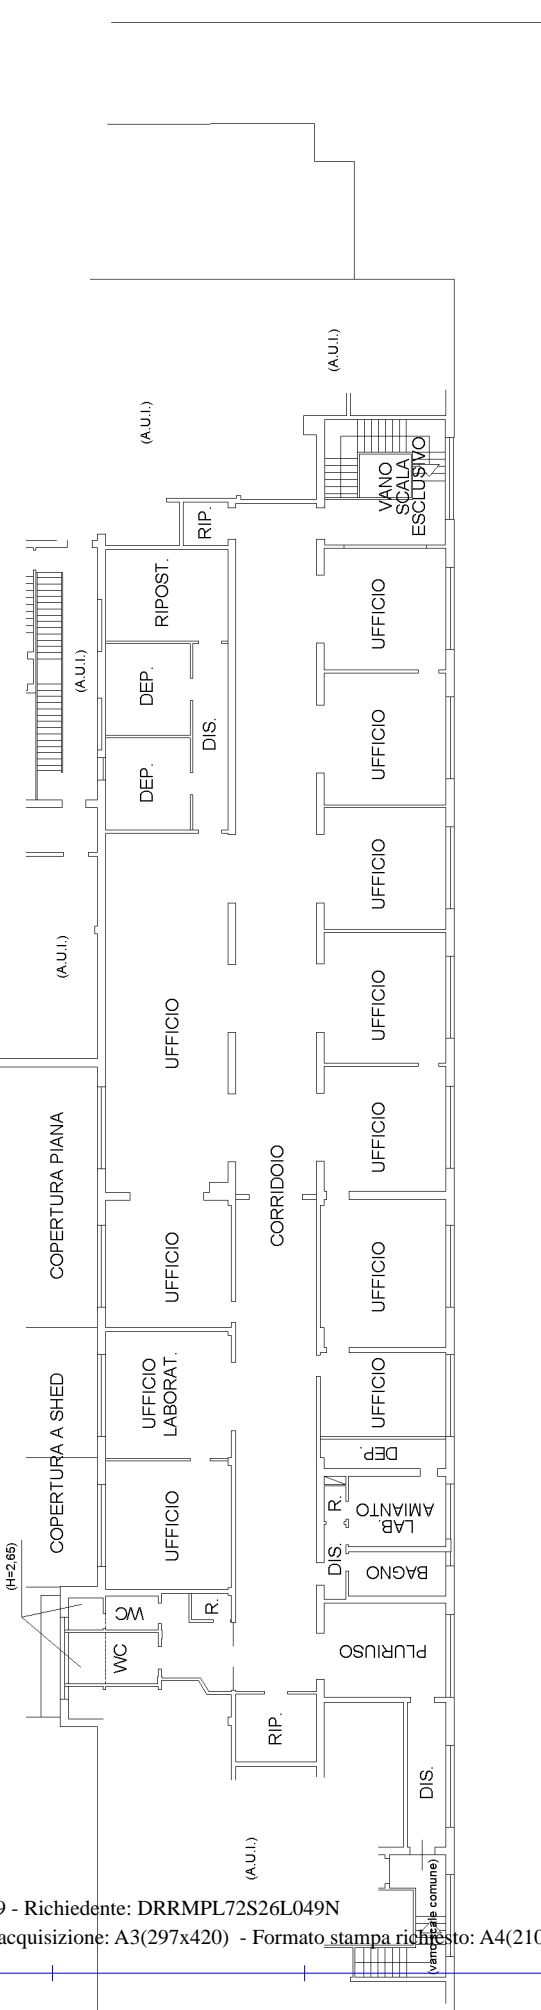 (A.U.I.)
(A.U.I.)
VANO
SCALA
ESCLUSIVO
RIP.
RIPOST.
UFFICIO
(A.U.I.)
DEP.
DIS.
UFFICIO
DEP.
UFFICIO
(A.U.I.)
UFFICIO
UFFICIO
COPERTURA PIANA
UFFICIO
CORRIDOIO
UFFICIO
UFFICIO
UFFICIO
LABORAT.
UFFICIO
COPERTURA A SHED
DEP.
UFFICIO
R.
LAB.
AMIANTO
(H=2,65)
DIS.
BAGNO
WC
R.
WC
PLURIUSO
RIP.
DIS.
(A.U.I.)
(vano scale comune)
9 - Richiedente: DRRMPL72S26L049N
acquisizione: A3(297x420) - Formato stampa richiesto: A4(210